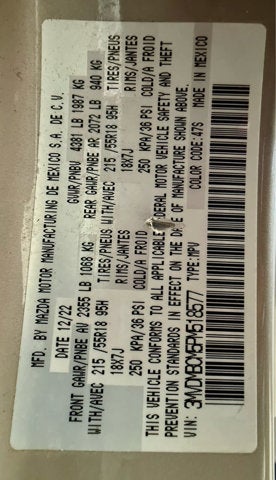 MFD. BY MAZDA MOTOR MANUFACTURING DE MEXICO S.A. DE C.V.
DATE 12/22 GVWR/PNBV 4381 LB 1987 KG
FRONT GAWR/PNBE AV 2355 LB 1068 KG REAR GAWR/PNBE AR 2072 LB 940 KG
WITH/AVEC 215/55R18 95H TIRES/PNEUS WITH/AVEC 215/55R18 95H TIRES/PNEUS
18X7J RIMS/JANTES 18X7J RIMS/JANTES
250 KPA/36 PSI COLD/A FROID 250 KPA/36 PSI COLD/A FROID
THIS VEHICLE CONFORMS TO ALL APPLICABLE FEDERAL MOTOR VEHICLE SAFETY AND THEFT
PREVENTION STANDARDS IN EFFECT ON THE DATE OF MANUFACTURE SHOWN ABOVE.
VIN: TYPE:MPV COLOR CODE:47S MADE IN MEXICO